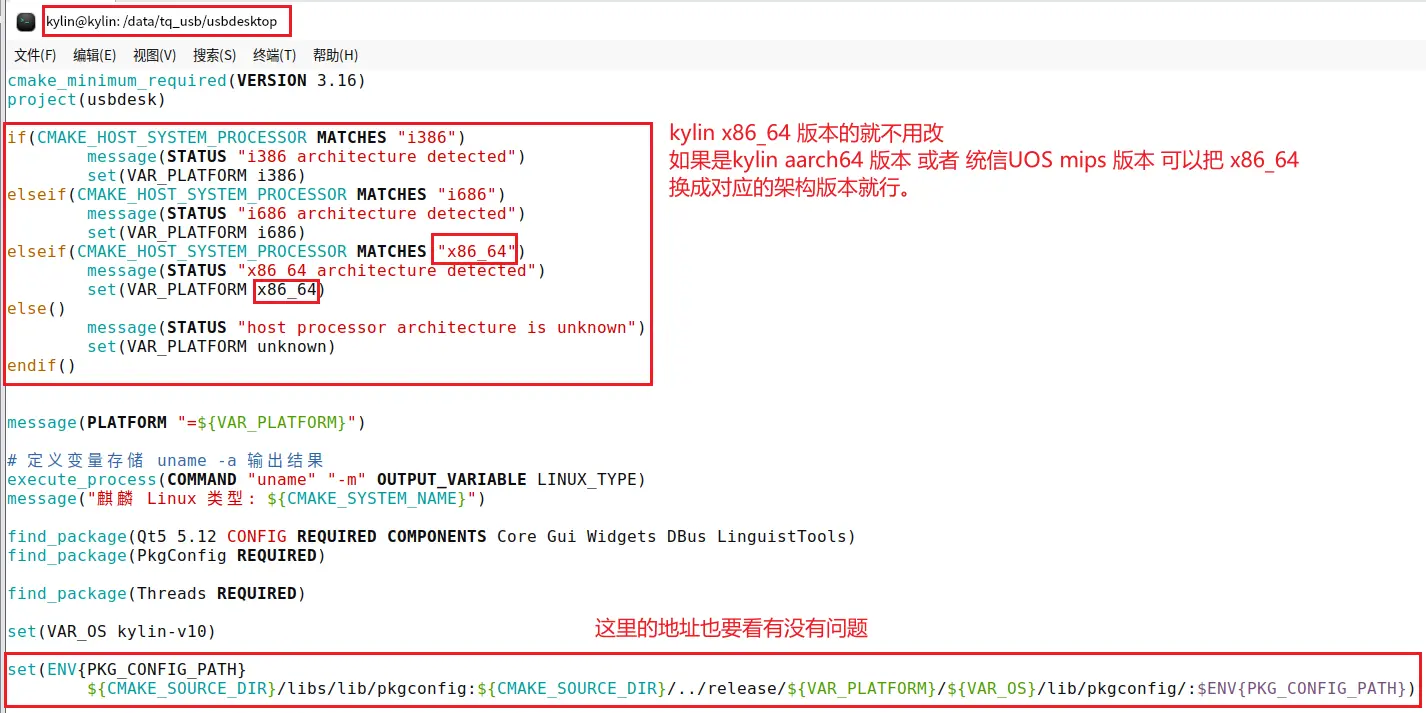 kylin@kylin: /data/tq_usb/usbdesktop
文件(F) 编辑(E) 视图(V) 搜索(S) 终端(T) 帮助(H)
cmake_minimum_required(VERSION 3.16)
project(usbdesk)
if(CMAKE_HOST_SYSTEM_PROCESSOR MATCHES "i386")
        message(STATUS "i386 architecture detected")
        set(VAR_PLATFORM i386)
elseif(CMAKE_HOST_SYSTEM_PROCESSOR MATCHES "i686")
        message(STATUS "i686 architecture detected")
        set(VAR_PLATFORM i686)
elseif(CMAKE_HOST_SYSTEM_PROCESSOR MATCHES "x86_64")
        message(STATUS "x86_64 architecture detected")
        set(VAR_PLATFORM x86_64)
else()
        message(STATUS "host processor architecture is unknown")
        set(VAR_PLATFORM unknown)
endif()
kylin x86_64 版本的就不用改
如果是kylin aarch64 版本 或者 统信UOS mips 版本 可以把 x86_64
换成对应的架构版本就行。
message(PLATFORM "=${VAR_PLATFORM}")
# 定义变量存储 uname -a 输出结果
execute_process(COMMAND "uname" "-m" OUTPUT_VARIABLE LINUX_TYPE)
message("麒麟 Linux 类型: ${CMAKE_SYSTEM_NAME}")
find_package(Qt5 5.12 CONFIG REQUIRED COMPONENTS Core Gui Widgets DBus LinguistTools)
find_package(PkgConfig REQUIRED)
find_package(Threads REQUIRED)
set(VAR_OS kylin-v10)
这里的地址也要看有没有问题
set(ENV{PKG_CONFIG_PATH}
        ${CMAKE_SOURCE_DIR}/libs/lib/pkgconfig:${CMAKE_SOURCE_DIR}/../release/${VAR_PLATFORM}/${VAR_OS}/lib/pkgconfig/:$ENV{PKG_CONFIG_PATH})